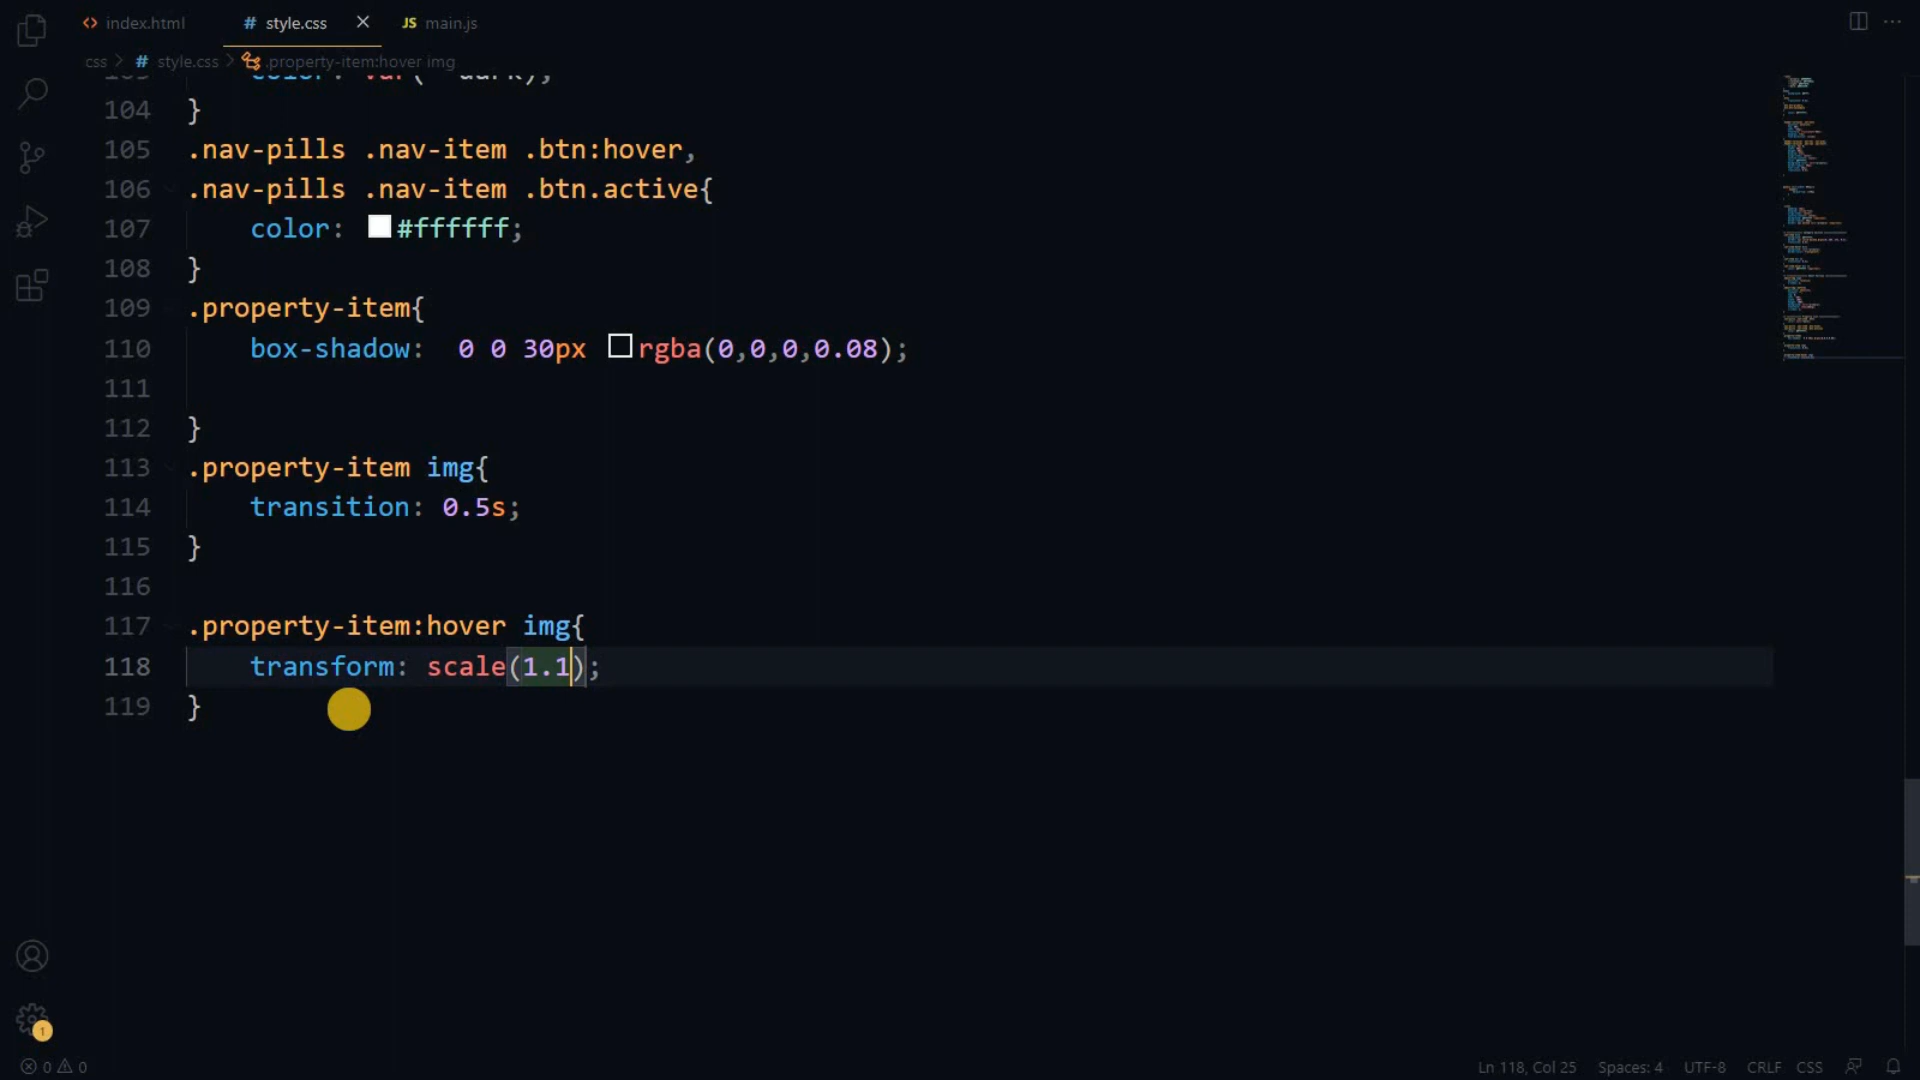 index.html
# style.css
JS main.js
css > # style.css > .property-item:hover img
104 }
105 .nav-pills .nav-item .btn:hover,
106 .nav-pills .nav-item .btn.active{
107 color: #ffffff;
108 }
109 .property-item{
110 box-shadow: 0 0 30px rgba(0,0,0,0.08);
111
112 }
113 .property-item img{
114 transition: 0.5s;
115 }
116
117 .property-item:hover img{
118 transform: scale(1.1);
119 }
1
0 0
Ln 118, Col 25 Spaces: 4 UTF-8 CRLF CSS